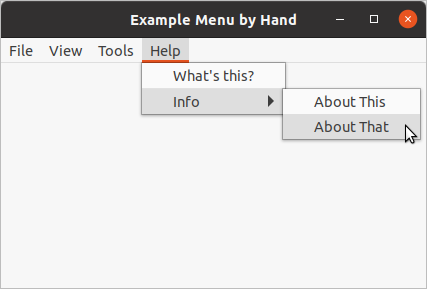 Example Menu by Hand
File View Tools Help
What's this?
Info
About This
About That